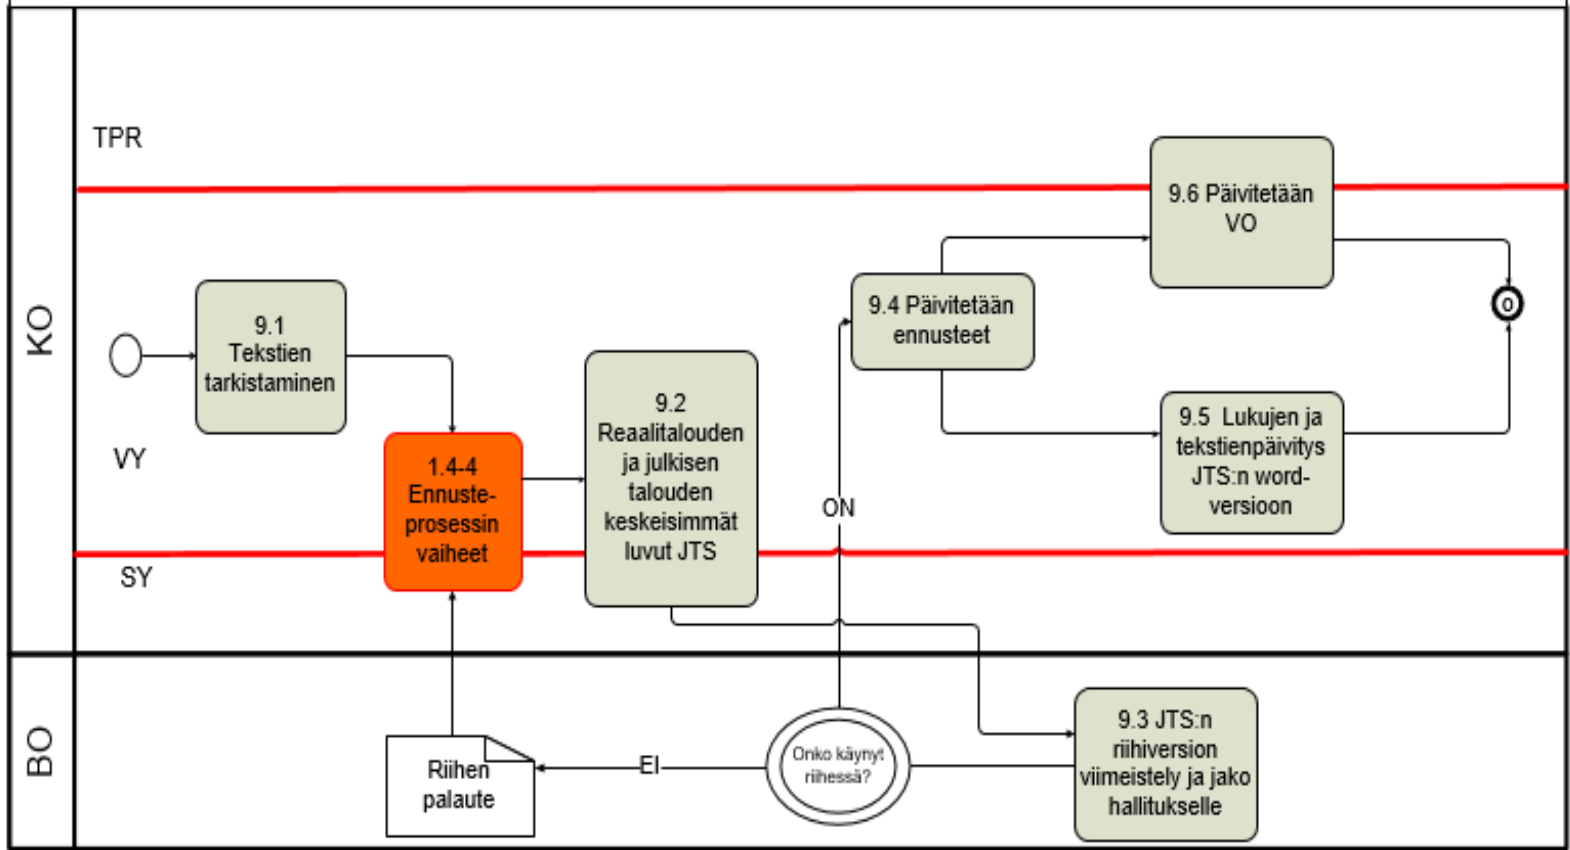 TPR
9.6 Päivitetään
VO
KO
9.4 Päivitetään
ennusteet
9.1
Tekstien
tarkistaminen
9.2
Reaalitalouden
ja julkisen
talouden
keskeisimmät
luvut JTS
9.5 Lukujen ja
tekstienpäivitys
JTS:n word-
versioon
VY
1.4-4
Ennuste-
prosessin
vaiheet
ON
SY
BO
Riihen
palaute
EI
Onko käynyt
riihessä?
9.3 JTS:n
riihiversion
viimeistely ja jako
hallitukselle
O